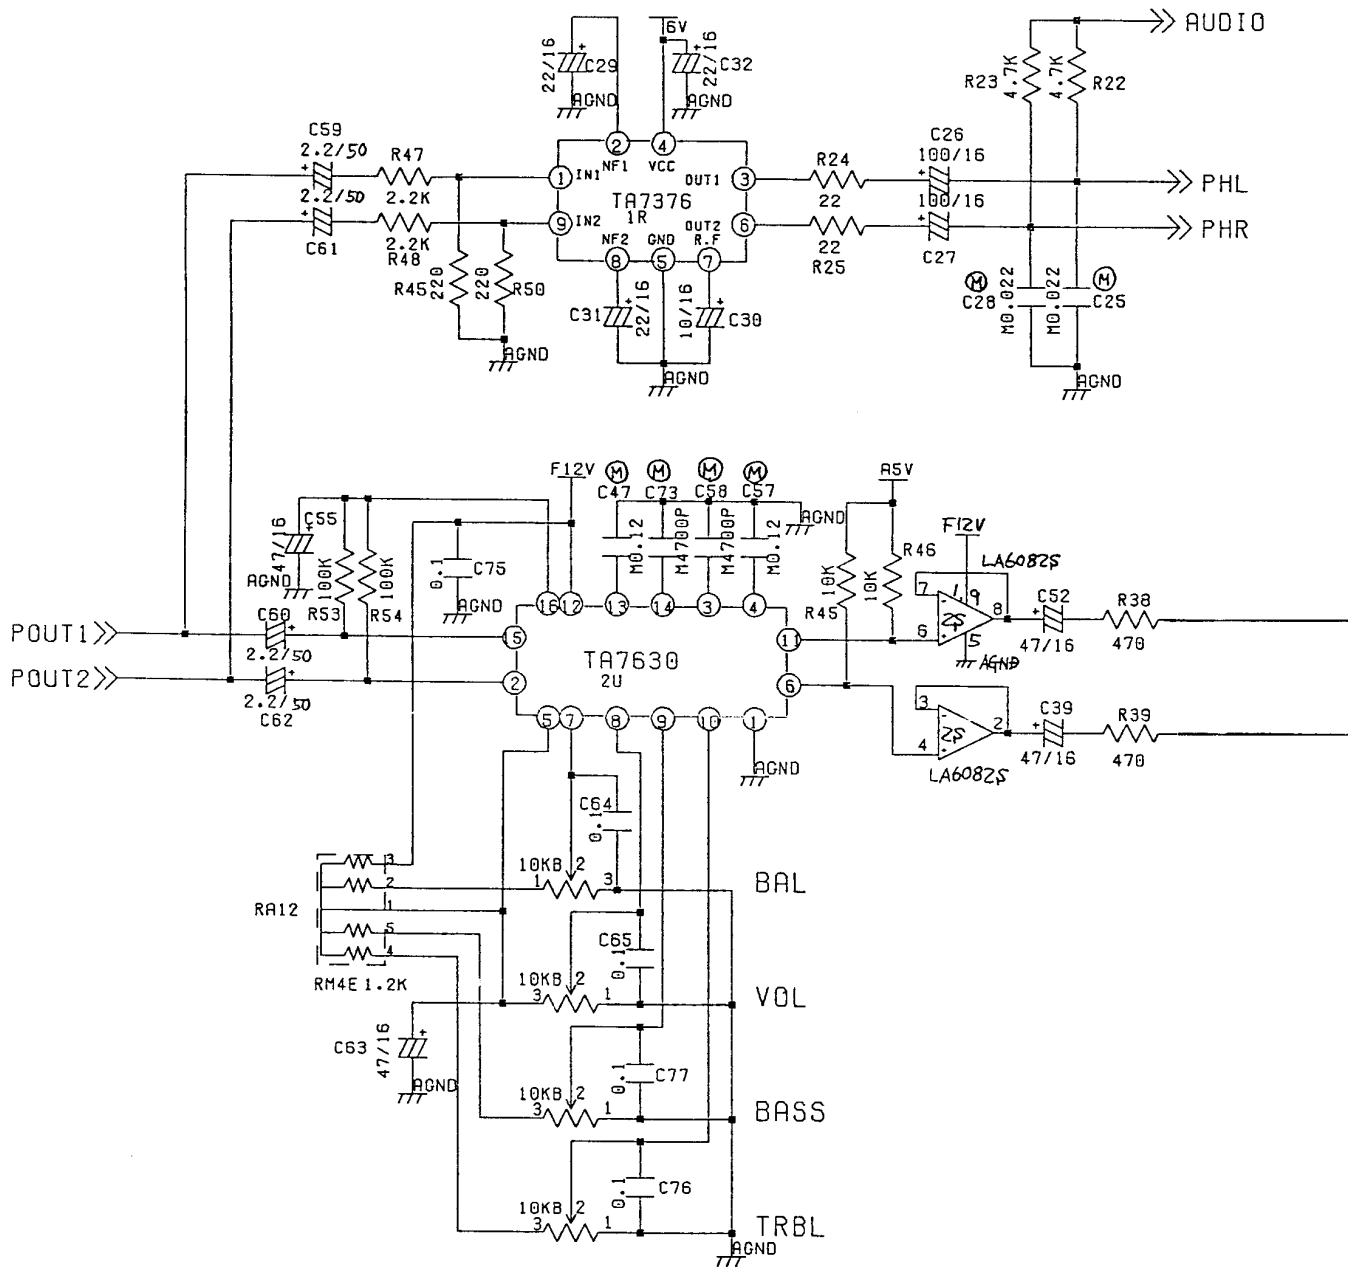 AUDIO
6V
22/16
C29
22/16
C32
AGND
AGND
R23
4.7K
4.7K
R22
C59
2.2/50
R47
2.2K
2
NF1
4
VCC
1
IN1
OUT1
3
R24
22
C26
100/16
PHL
TA7376
1R
2.2/50
C61
2.2K
R48
9
IN2
OUT2
6
22
R25
100/16
C27
PHR
NF2
GND
R.F
8
5
7
R45
220
220
R50
C31
22/16
10/16
C30
M
C28
M0.022
M0.022
M
C25
AGND
AGND
AGND
F12V
M
M
M
M
C47
C73
C58
C57
A5V
C55
47/16
AGND
100K
R53
100K
R54
0.1
C75
AGND
M0.12
M4700P
M4700P
M0.12
AGND
10K
R45
10K
R46
F12V
LA6082S
16
12
13
14
3
4
7
1,9
2S
8
6
5
AGND
C52
47/16
R38
470
POUT1
C60
2.2/50
15
TA7630
2U
11
POUT2
2.2/50
C62
2
6
3
2S
2
4
LA6082S
C39
47/16
R39
470
5
7
8
9
10
1
AGND
C64
0.1
3
2
1
5
4
RA12
RM4E 1.2K
10KB
2
1
3
BAL
C65
0.1
10KB
2
3
1
VOL
C63
47/16
AGND
C77
0.1
10KB
2
3
1
BASS
C76
0.1
10KB
2
3
1
TRBL
AGND